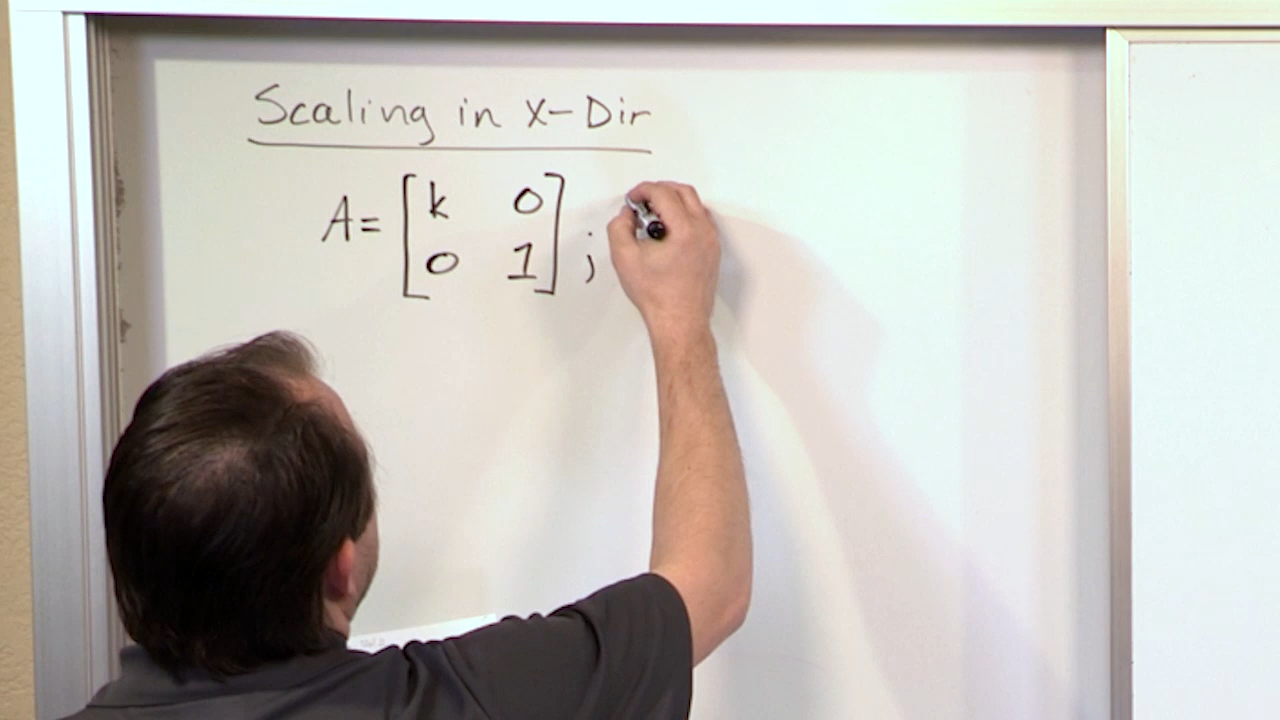 Scaling in X-Dir
A= [k 0
0 1] ;